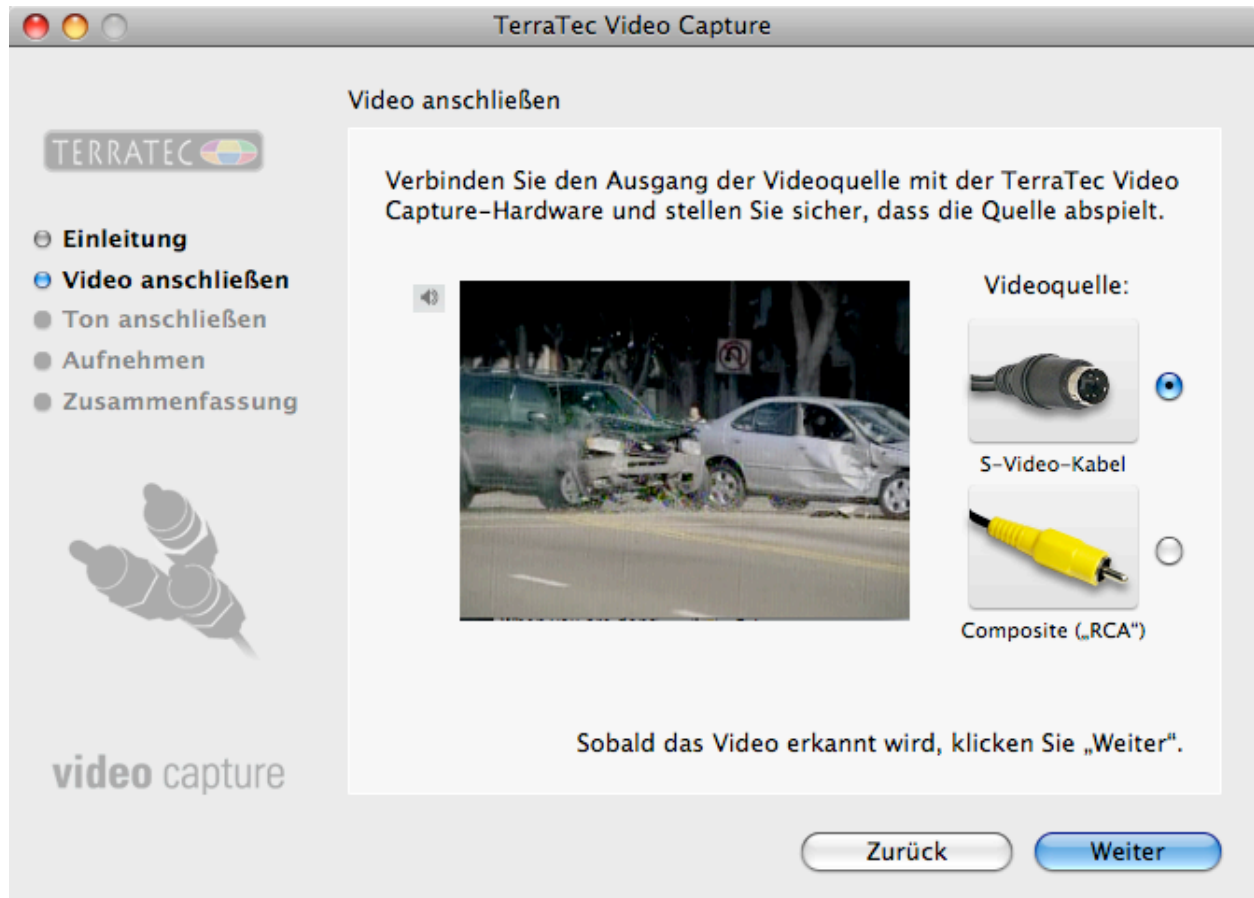 TerraTec Video Capture
TERRATEC
Einleitung
Video anschließen
Ton anschließen
Aufnehmen
Zusammenfassung
video capture
Video anschließen
Verbinden Sie den Ausgang der Videoquelle mit der TerraTec Video
Capture-Hardware und stellen Sie sicher, dass die Quelle abspielt.
Videoquelle:
S-Video-Kabel
Composite („RCA“)
Sobald das Video erkannt wird, klicken Sie „Weiter“.
Zurück
Weiter